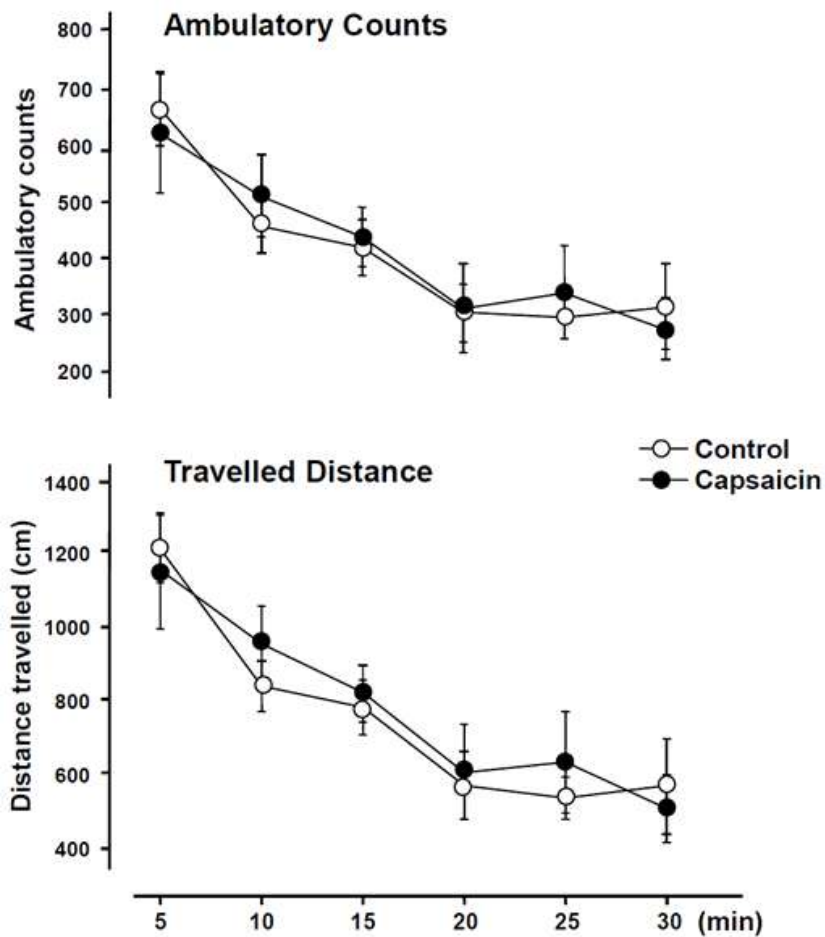 Ambulatory Counts
Ambulatory counts
800
700
600
500
400
300
200
Control
Capsaicin
Travelled Distance
Distance travelled (cm)
1400
1200
1000
800
600
400
5 10 15 20 25 30 (min)